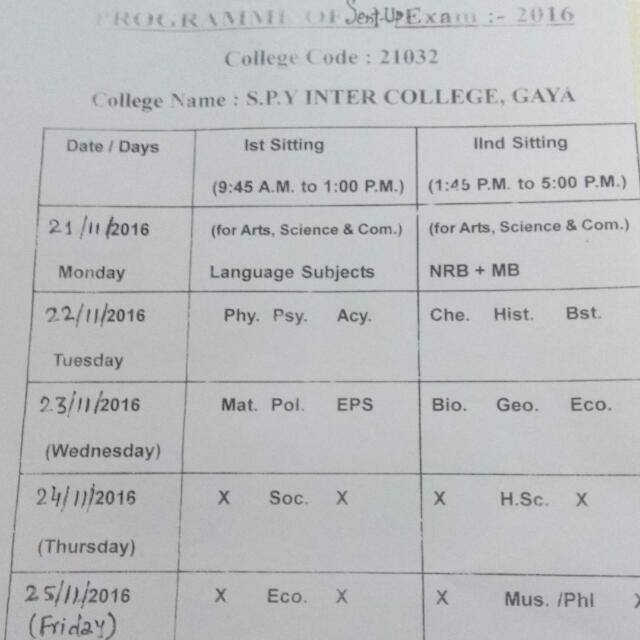 PROGRAMME OF Sent-Up Exam :- 2016
College Code : 21032
College Name : S.P.Y INTER COLLEGE, GAYA
Date / Days Ist Sitting IInd Sitting
(9:45 A.M. to 1:00 P.M.) (1:45 P.M. to 5:00 P.M.)
21/11/2016 (for Arts, Science & Com.) (for Arts, Science & Com.)
Monday Language Subjects NRB + MB
22/11/2016 Phy. Psy. Acy. Che. Hist. Bst.
Tuesday
23/11/2016 Mat. Pol. EPS Bio. Geo. Eco.
(Wednesday)
24/11/2016 X Soc. X X H.Sc. X
(Thursday)
25/11/2016 X Eco. X X Mus. /Phl X
(Friday)